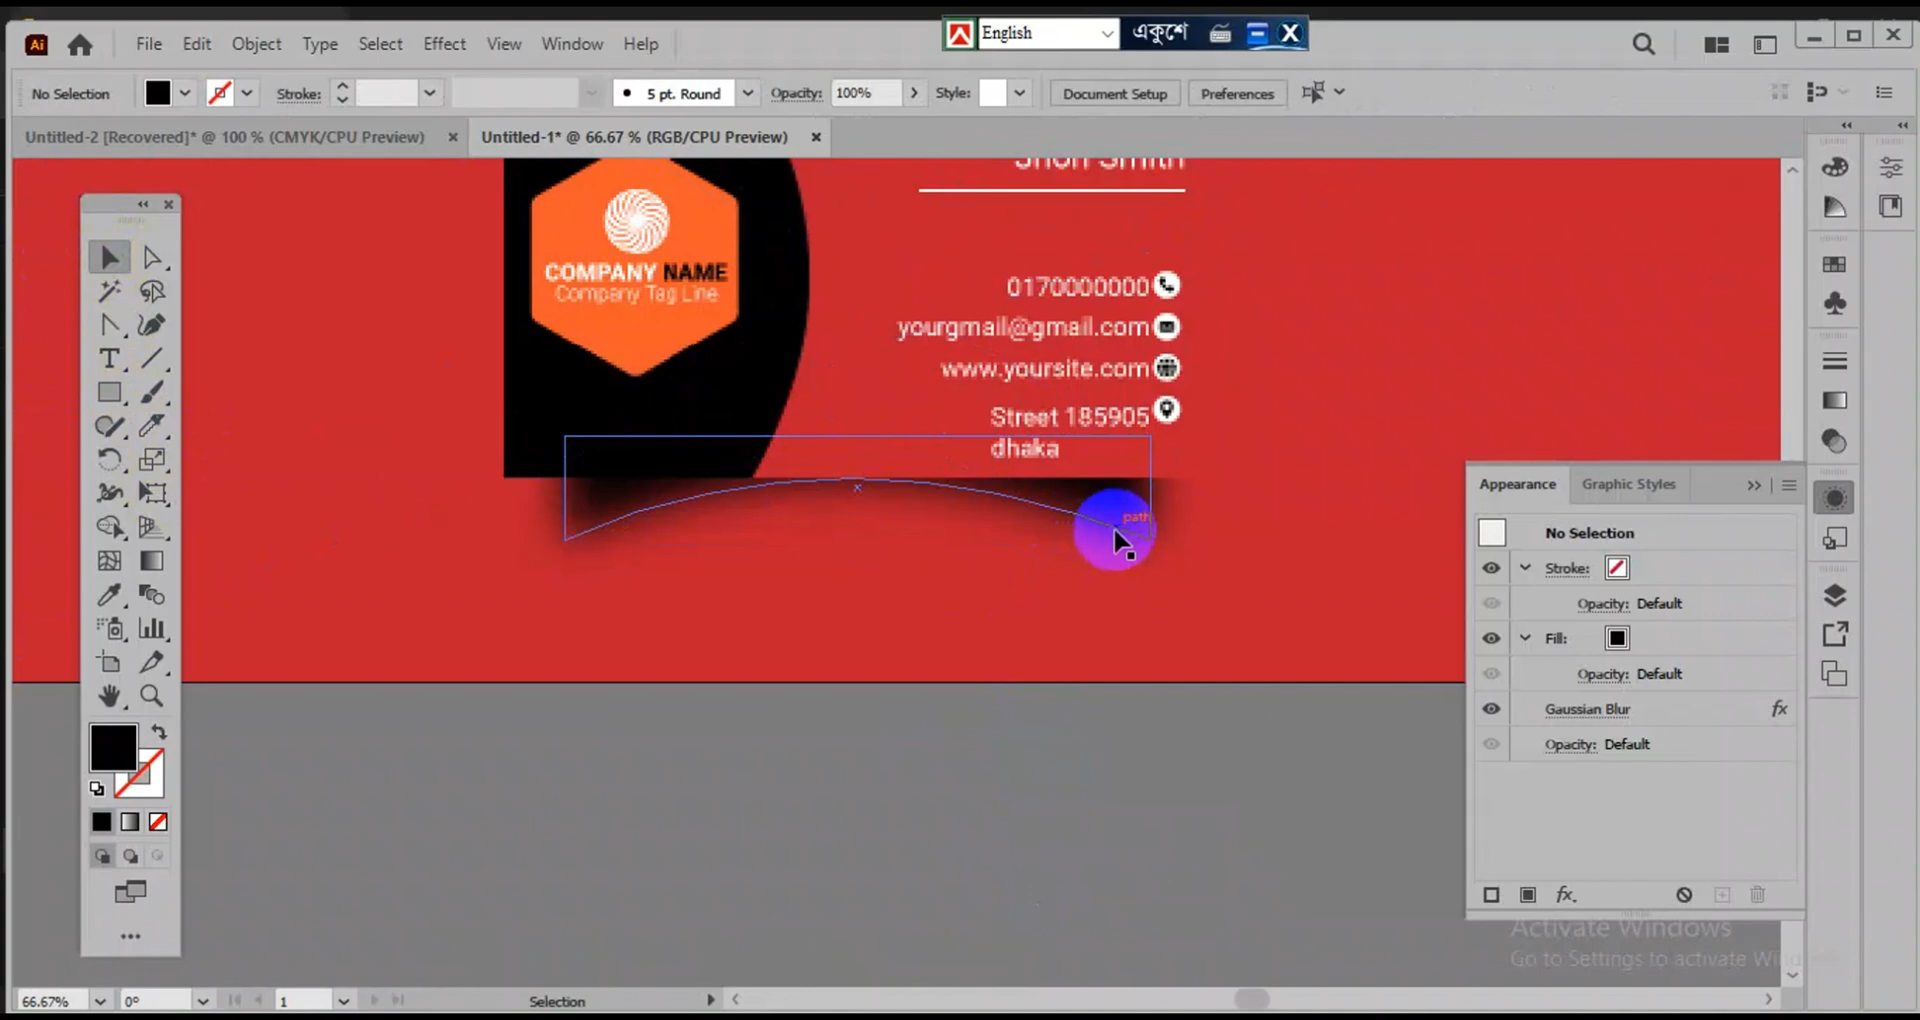 Ai File Edit Object Type Select Effect View Window Help
English একুশে
No Selection Stroke: 5 pt. Round Opacity: 100% Style: Document Setup Preferences
Untitled-2 [Recovered]* @ 100 % (CMYK/CPU Preview) Untitled-1* @ 66.67 % (RGB/CPU Preview)
Jhon Smith
COMPANY NAME
Company Tag Line
0170000000
yourgmail@gmail.com
www.yoursite.com
Street 185905
dhaka
path
Appearance Graphic Styles
No Selection
Stroke:
Opacity: Default
Fill:
Opacity: Default
Gaussian Blur fx
Opacity: Default
fx.
Activate Windows
Go to Settings to activate Win
66.67% 0° 1 Selection